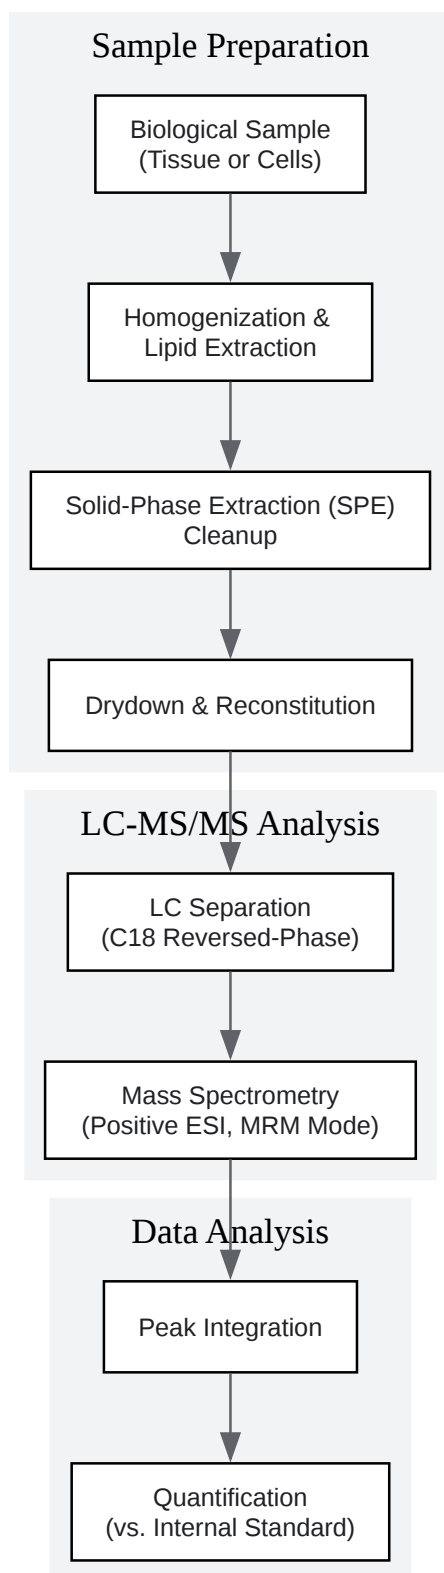 Sample Preparation
Biological Sample
(Tissue or Cells)
Homogenization &
Lipid Extraction
Solid-Phase Extraction (SPE)
Cleanup
Drydown & Reconstitution
LC-MS/MS Analysis
LC Separation
(C18 Reversed-Phase)
Mass Spectrometry
(Positive ESI, MRM Mode)
Data Analysis
Peak Integration
Quantification
(vs. Internal Standard)